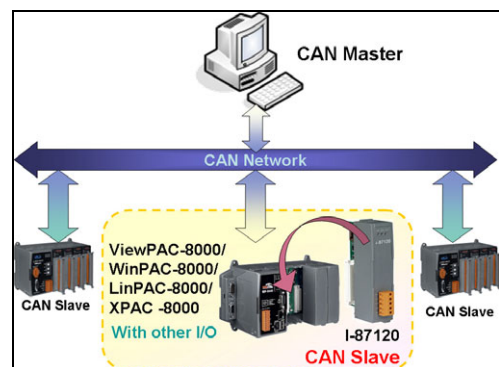 CAN Master
CAN Network
ViewPAC-8000/
WinPAC-8000/
LinPAC-8000/
XPAC -8000
With other I/O
CAN Slave
I-87120
I-87120
CAN Slave
CAN Slave